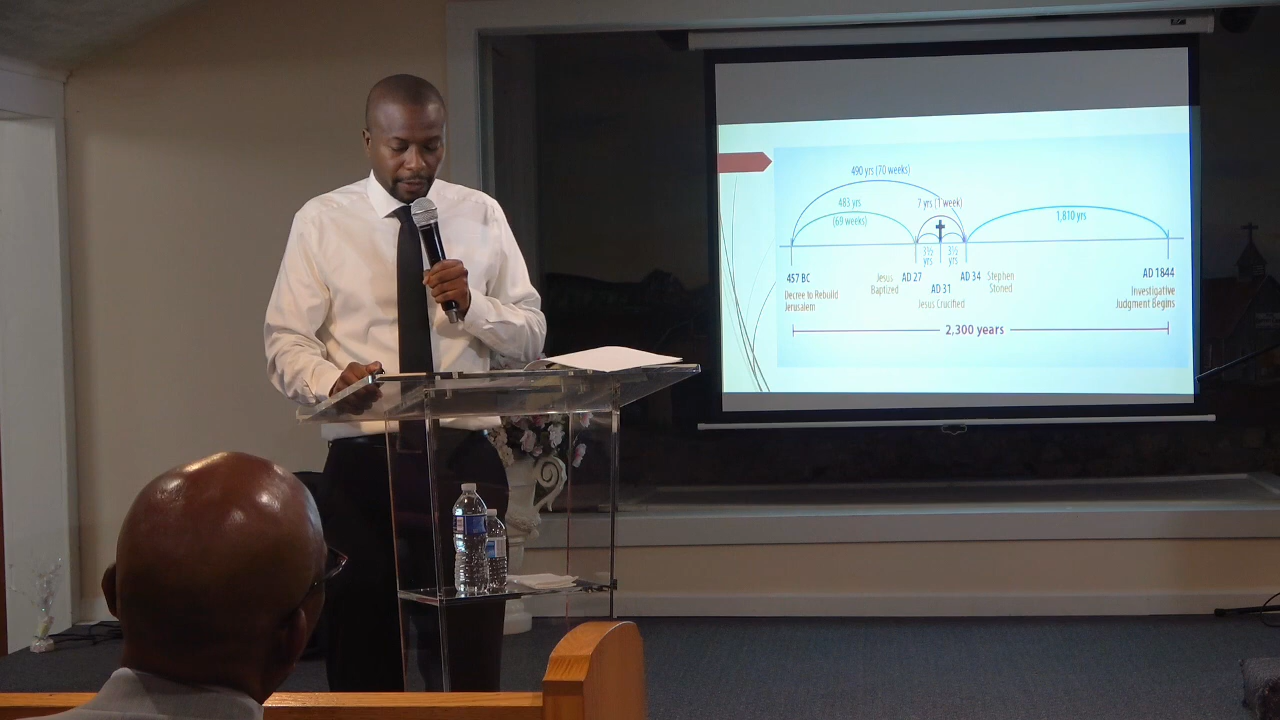 490 yrs (70 weeks)
483 yrs
(69 weeks)
7 yrs (1 week)
1,810 yrs
3½
yrs
3½
yrs
457 BC
Decree to Rebuild
Jerusalem
Jesus
Baptized
AD 27
AD 31
Jesus Crucified
AD 34
Stephen
Stoned
AD 1844
Investigative
Judgment Begins
2,300 years